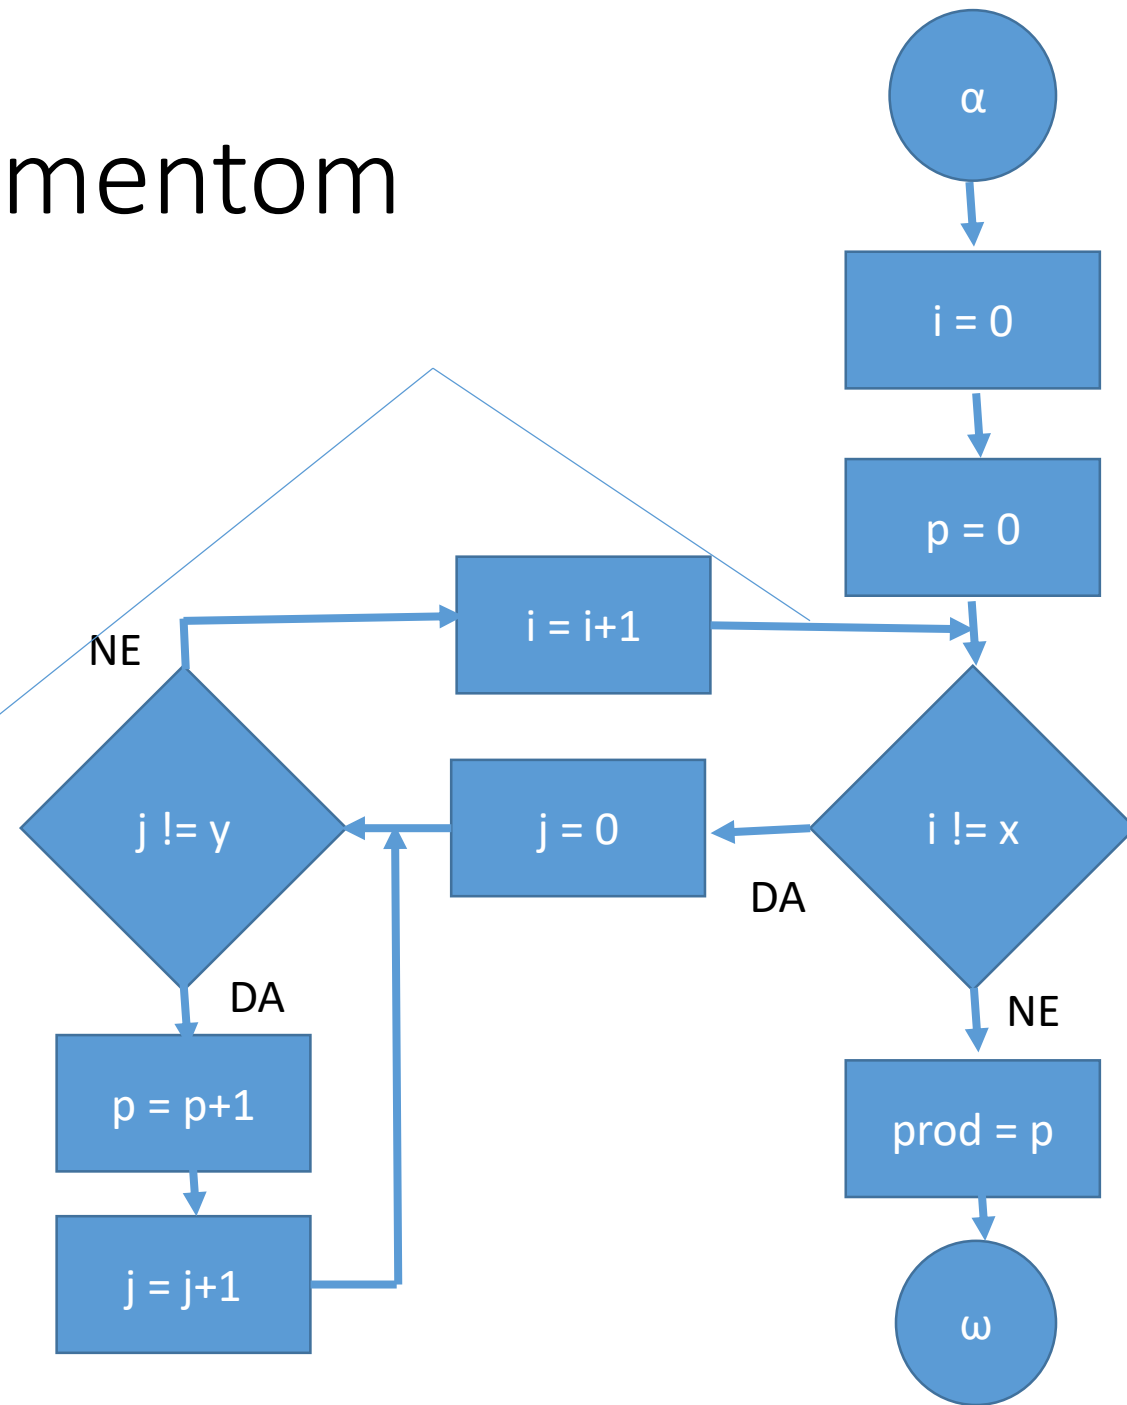 mentom
α
i = 0
p = 0
i = i+1
NE
j != y
j = 0
i != x
DA
DA
NE
p = p+1
prod = p
j = j+1
ω